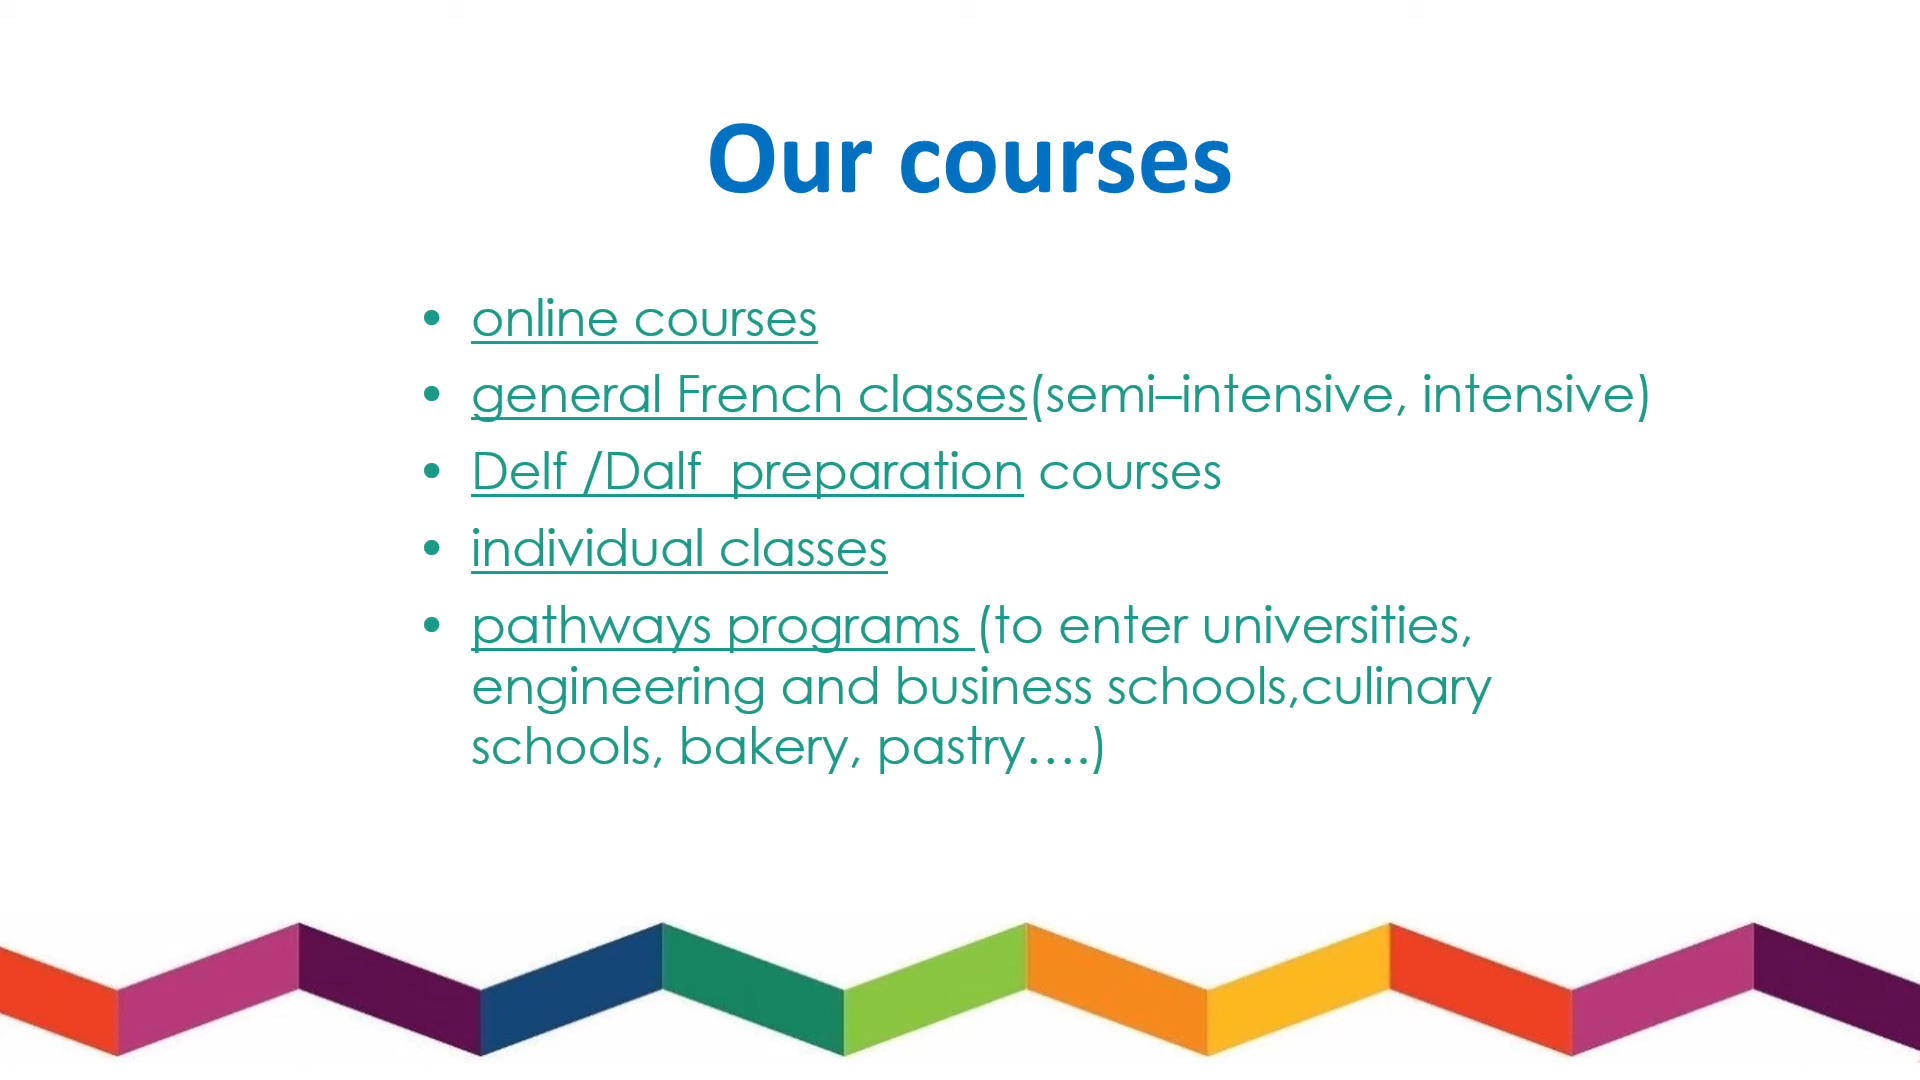 Our courses
• online courses
• general French classes(semi–intensive, intensive)
• Delf /Dalf  preparation courses
• individual classes
• pathways programs (to enter universities,
engineering and business schools,culinary
schools, bakery, pastry….)